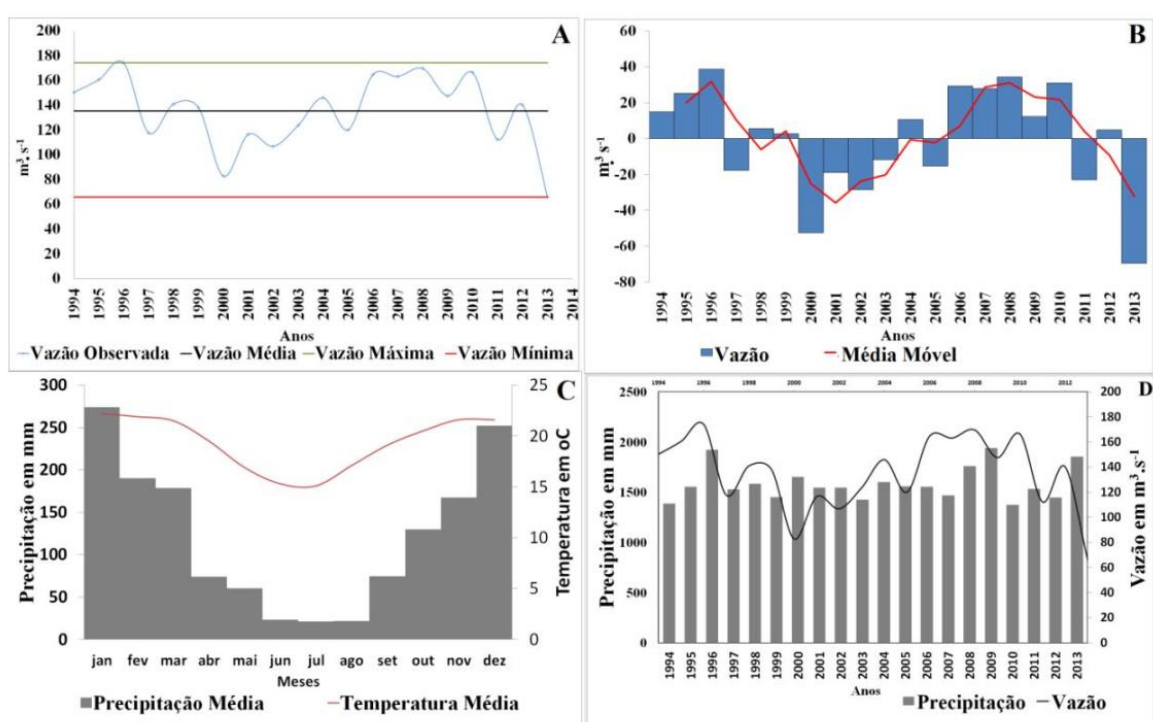 A
200
180
160
140
120
100
80
60
40
20
0
m³.s⁻¹
1994 1995 1996 1997 1998 1999 2000 2001 2002 2003 2004 2005 2006 2007 2008 2009 2010 2011 2012 2013 2014
Anos
Vazão Observada Vazão Média Vazão Máxima Vazão Mínima
B
60
40
20
0
-20
-40
-60
-80
m³.s⁻¹
1994 1995 1996 1997 1998 1999 2000 2001 2002 2003 2004 2005 2006 2007 2008 2009 2010 2011 2012 2013
Anos
Vazão Média Móvel
C
300
250
200
150
100
50
0
Precipitação em mm
25
20
15
10
5
0
Temperatura em oC
jan fev mar abr mai jun jul ago set out nov dez
Meses
Precipitação Média Temperatura Média
1994 1996 1998 2000 2002 2004 2006 2008 2010 2012
D
2500
2000
1500
1000
500
0
Precipitação em mm
200
180
160
140
120
100
80
60
40
20
0
Vazão em m³.s⁻¹
1994 1995 1996 1997 1998 1999 2000 2001 2002 2003 2004 2005 2006 2007 2008 2009 2010 2011 2012 2013
Anos
Precipitação Vazão